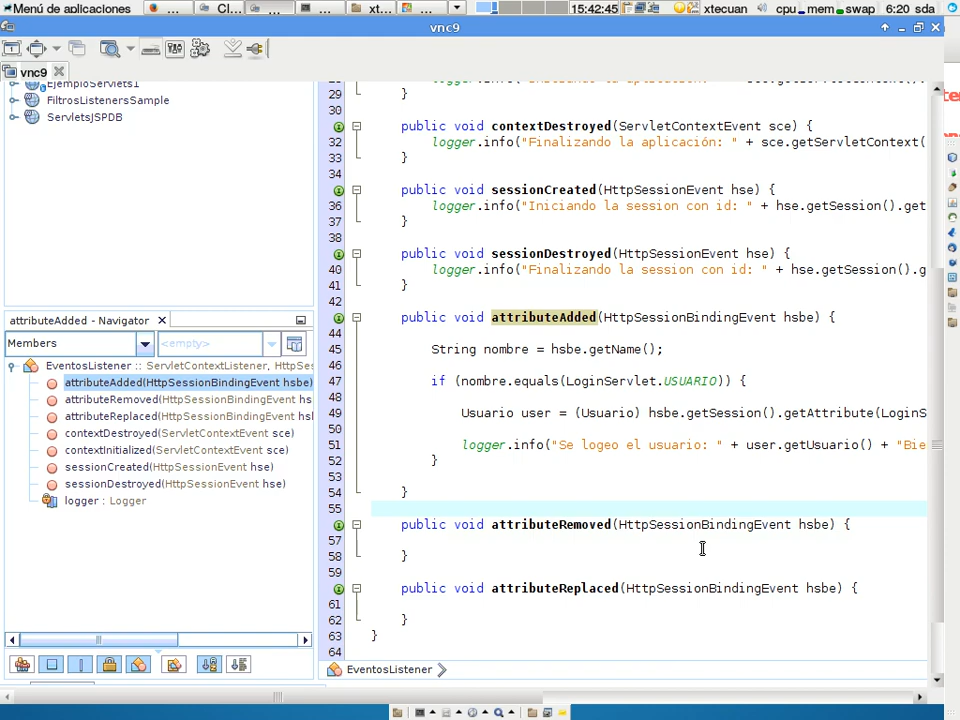 Menú de aplicaciones
...
Cl...
...
...
xt...
...
15:42:45
xtecuan
cpu
mem
swap
6:20 sda
vnc9
vnc9
EjemploServlets1
FiltrosListenersSample
ServletsJSPDB
attributeAdded - Navigator
Members
<empty>
EventosListener :: ServletContextListener, HttpSes
attributeAdded(HttpSessionBindingEvent hsbe)
attributeRemoved(HttpSessionBindingEvent hs
attributeReplaced(HttpSessionBindingEvent hsl
contextDestroyed(ServletContextEvent sce)
contextInitialized(ServletContextEvent sce)
sessionCreated(HttpSessionEvent hse)
sessionDestroyed(HttpSessionEvent hse)
logger : Logger
29 }
30
public void contextDestroyed(ServletContextEvent sce) {
32 logger.info("Finalizando la aplicación: " + sce.getServletContext(
33 }
34
public void sessionCreated(HttpSessionEvent hse) {
36 logger.info("Iniciando la session con id: " + hse.getSession().get
37 }
38
public void sessionDestroyed(HttpSessionEvent hse) {
40 logger.info("Finalizando la session con id: " + hse.getSession().g
41 }
42
public void attributeAdded(HttpSessionBindingEvent hsbe) {
44
45 String nombre = hsbe.getName();
46
47 if (nombre.equals(LoginServlet.USUARIO)) {
48
49 Usuario user = (Usuario) hsbe.getSession().getAttribute(LoginS
50
51 logger.info("Se logeo el usuario: " + user.getUsuario() + "Bie
52 }
53
54 }
55
public void attributeRemoved(HttpSessionBindingEvent hsbe) {
57
58 }
59
public void attributeReplaced(HttpSessionBindingEvent hsbe) {
61
62 }
63 }
64
EventosListener